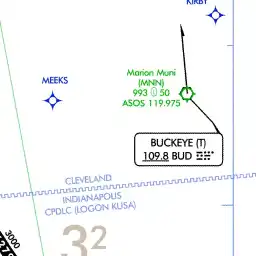 KIRBY
MEEKS
Marion Muni
(MNN)
993 50
ASOS 119.975
BUCKEYE (T)
109.8 BUD
CLEVELAND
INDIANAPOLIS
CPDLC (LOGON KUSA)
3000
32